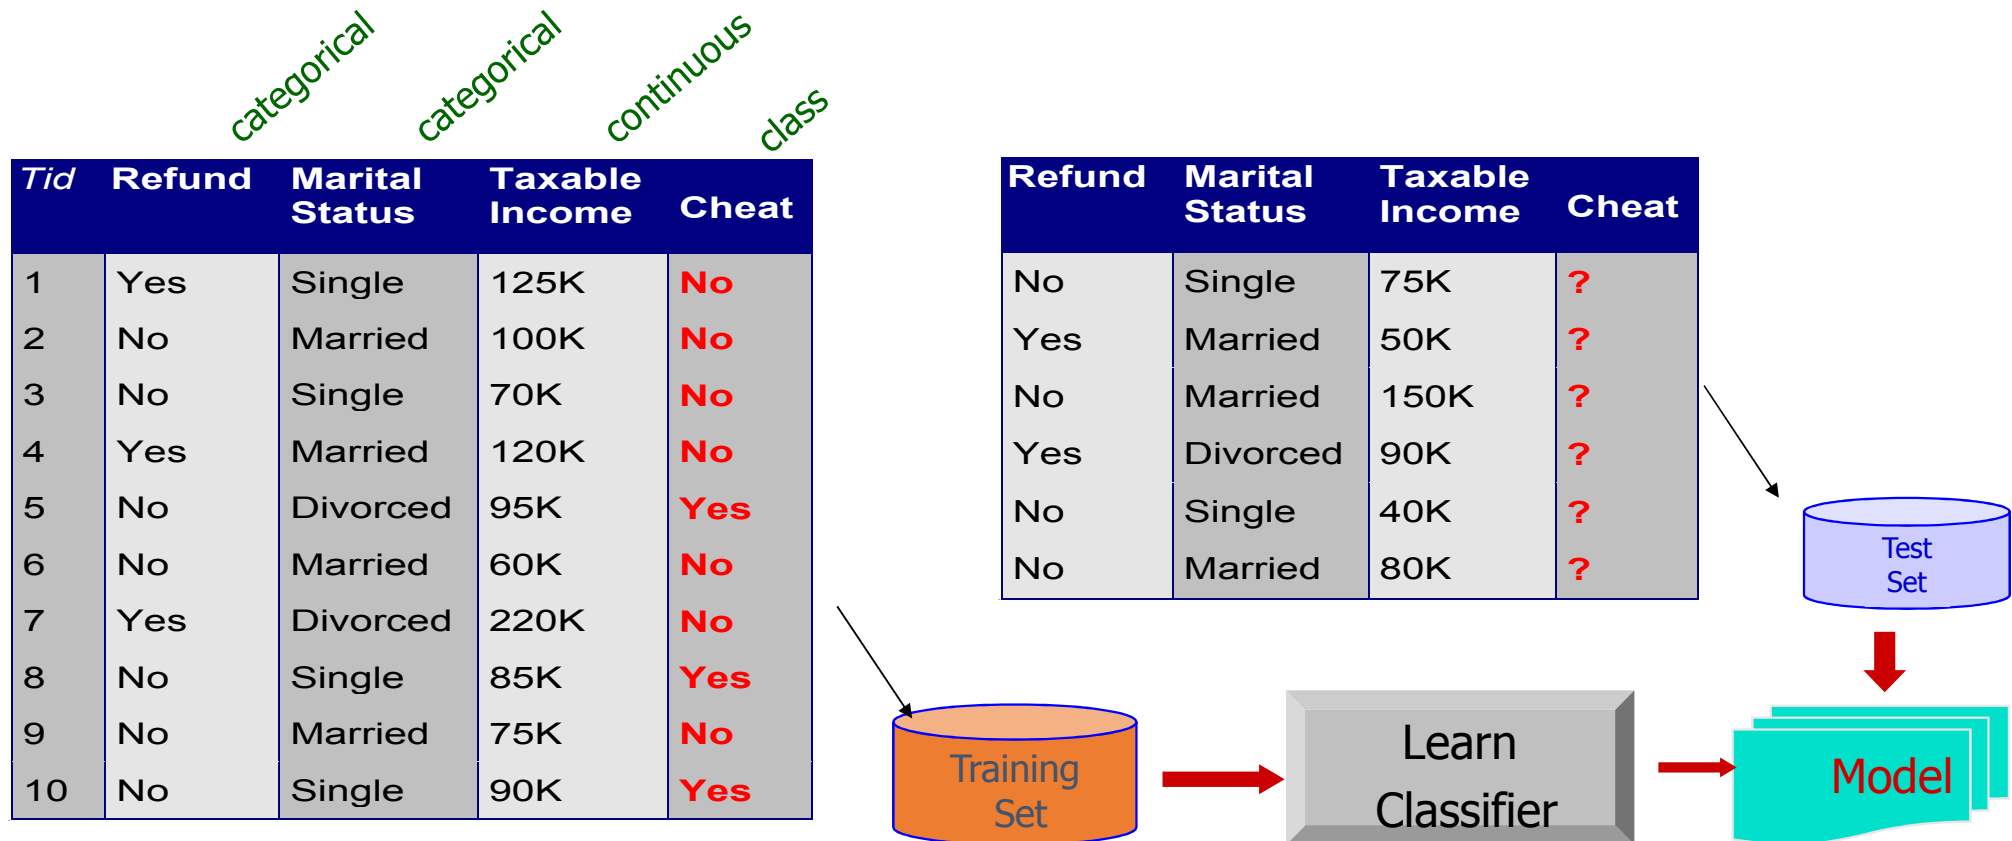 categorical
categorical
continuous
class
Tid Refund Marital Status Taxable Income Cheat
1 Yes Single 125K No
2 No Married 100K No
3 No Single 70K No
4 Yes Married 120K No
5 No Divorced 95K Yes
6 No Married 60K No
7 Yes Divorced 220K No
8 No Single 85K Yes
9 No Married 75K No
10 No Single 90K Yes
Refund Marital Status Taxable Income Cheat
No Single 75K ?
Yes Married 50K ?
No Married 150K ?
Yes Divorced 90K ?
No Single 40K ?
No Married 80K ?
Test
Set
Training
Set
Learn
Classifier
Model